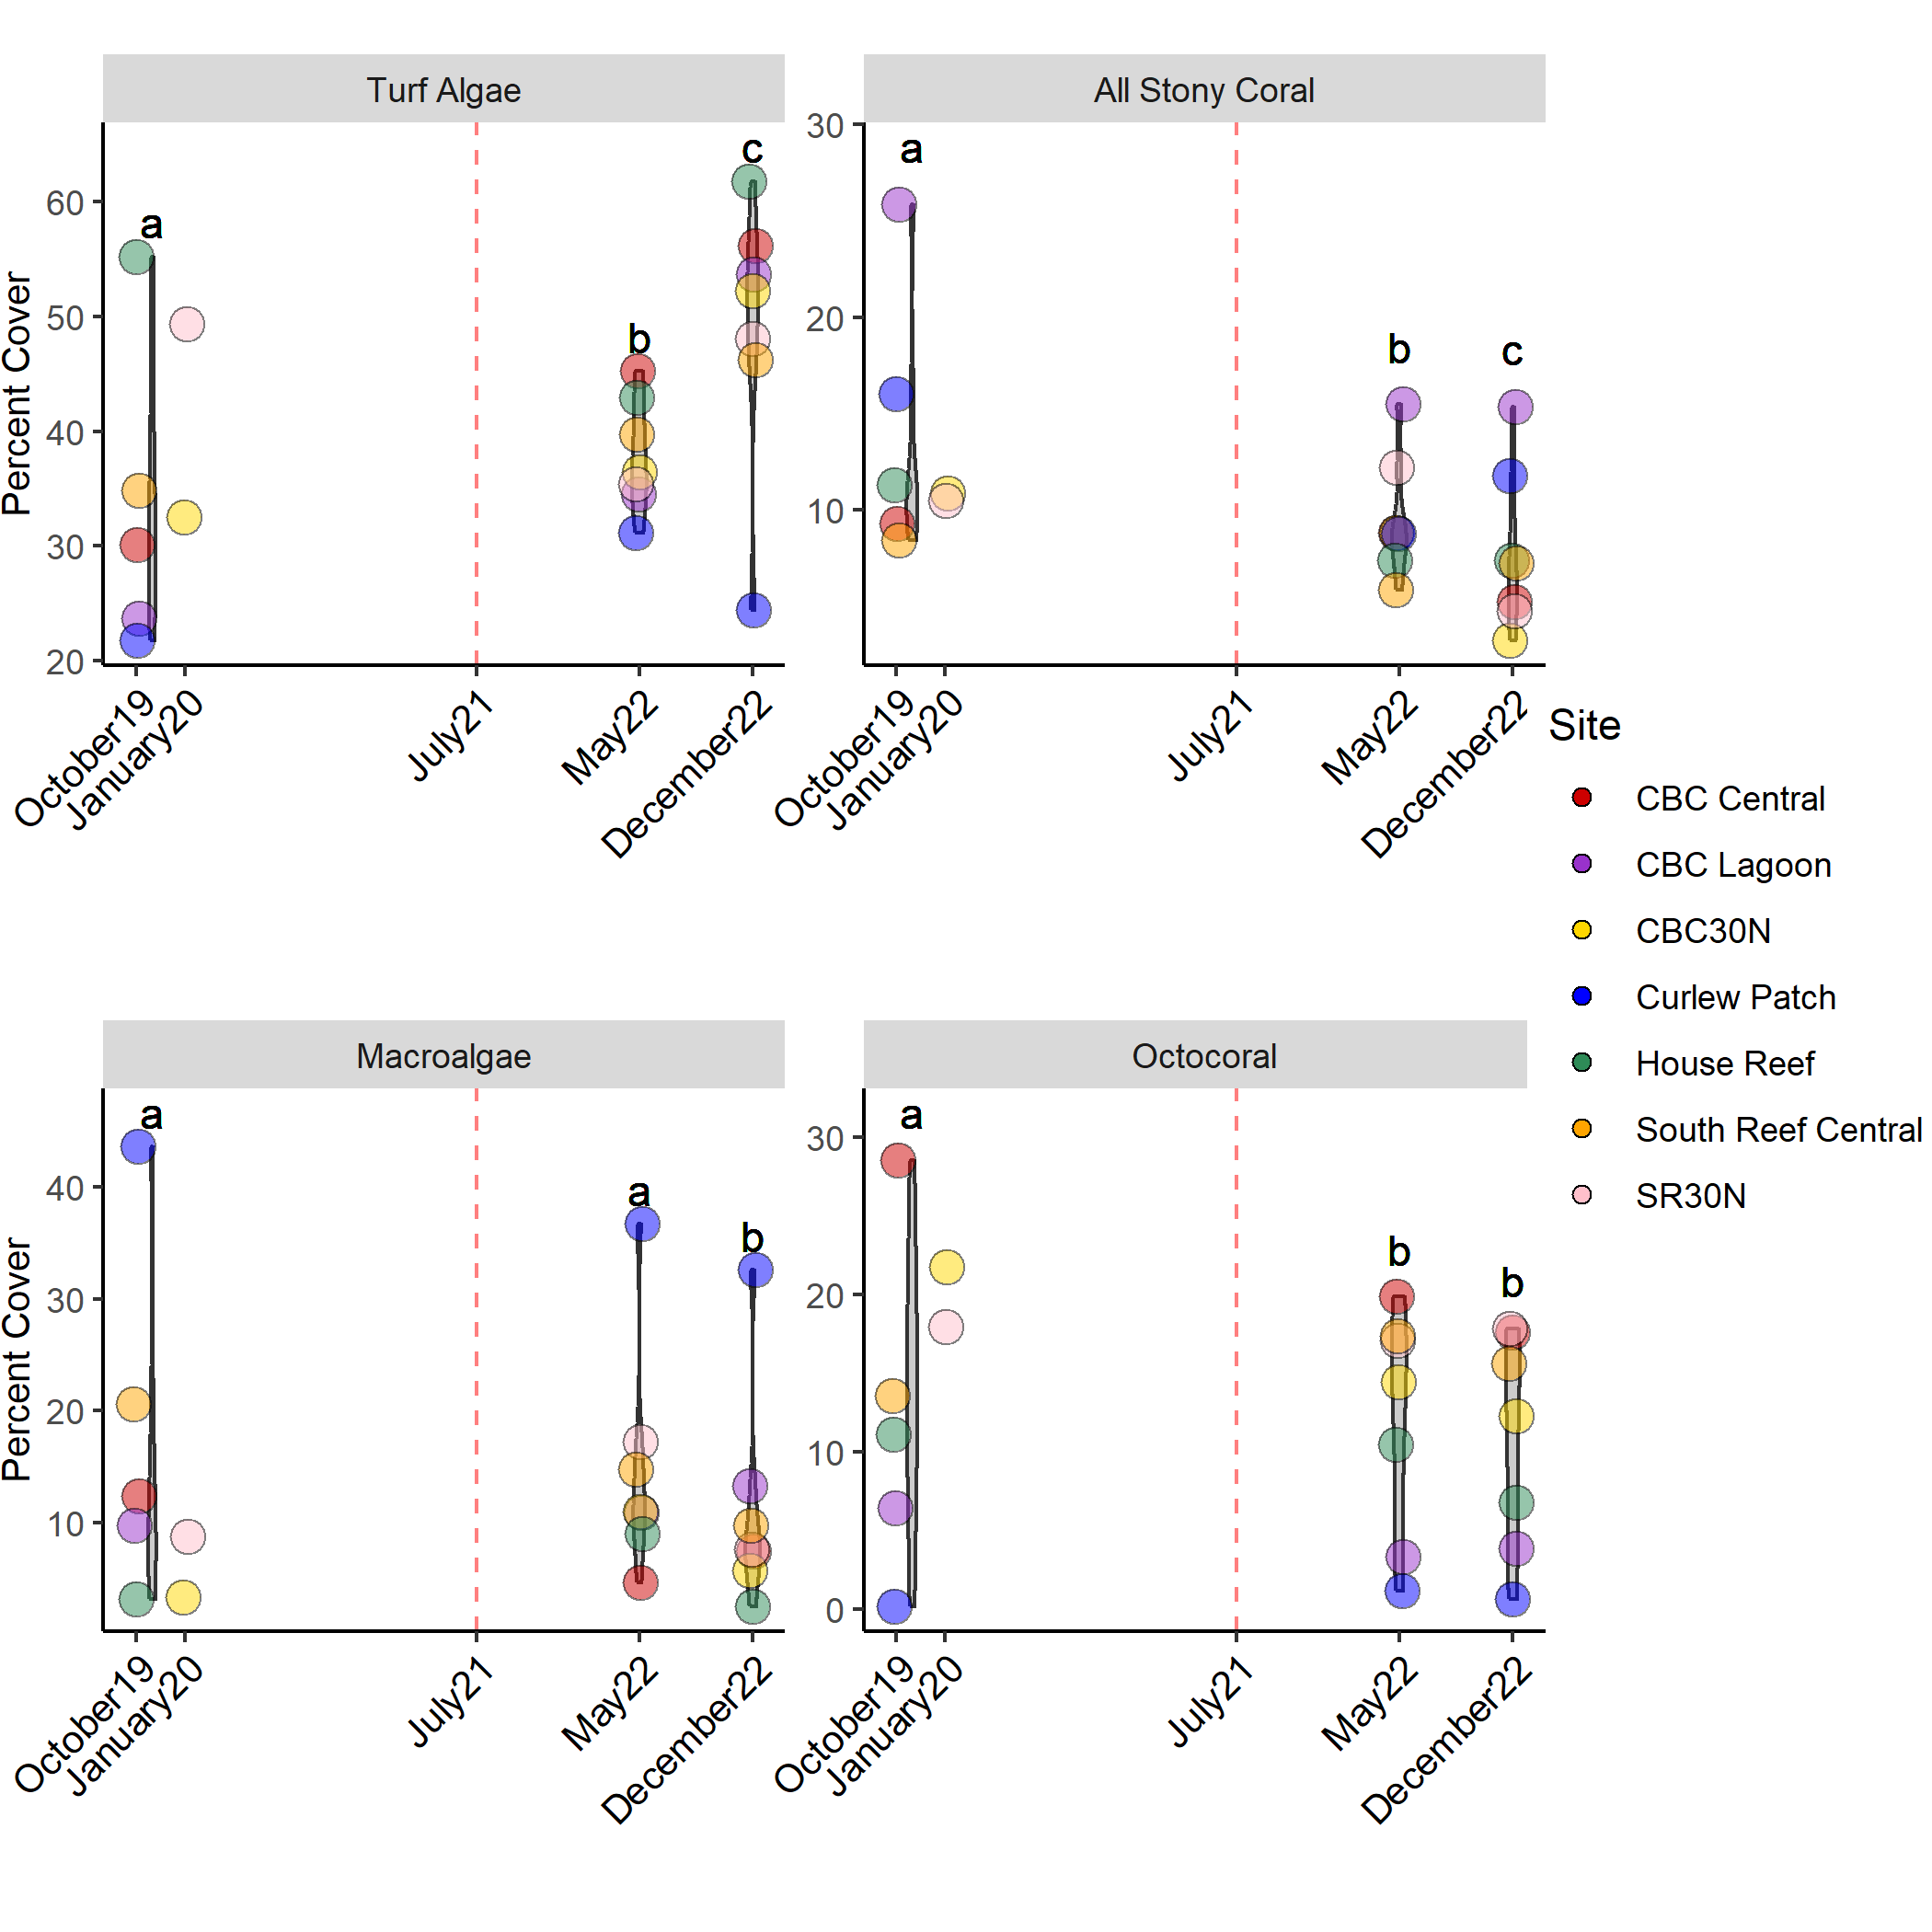 Turf Algae
All Stony Coral
Percent Cover
60
50
40
30
20
a
b
c
30
20
10
a
b
c
October19
January20
July21
May22
December22
October19
January20
July21
May22
December22
Site
CBC Central
CBC Lagoon
CBC30N
Curlew Patch
House Reef
South Reef Central
SR30N
Macroalgae
Octocoral
Percent Cover
40
30
20
10
a
a
b
30
20
10
0
a
b
b
October19
January20
July21
May22
December22
October19
January20
July21
May22
December22